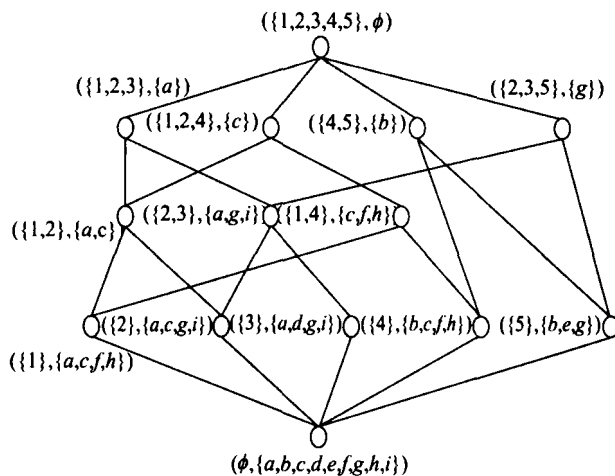 ({1,2,3,4,5},ϕ)
({1,2,3},{a})
({2,3,5},{g})
({1,2,4},{c})
({4,5},{b})
({2,3},{a,g,i})
({1,4},{c,f,h}
({1,2},{a,c}
({2},{a,c,g,i})
({3},{a,d,g,i})
({4},{b,c,f,h})
({5},{b,e,g})
({1},{a,c,f,h})
(ϕ,{a,b,c,d,e,f,g,h,i})